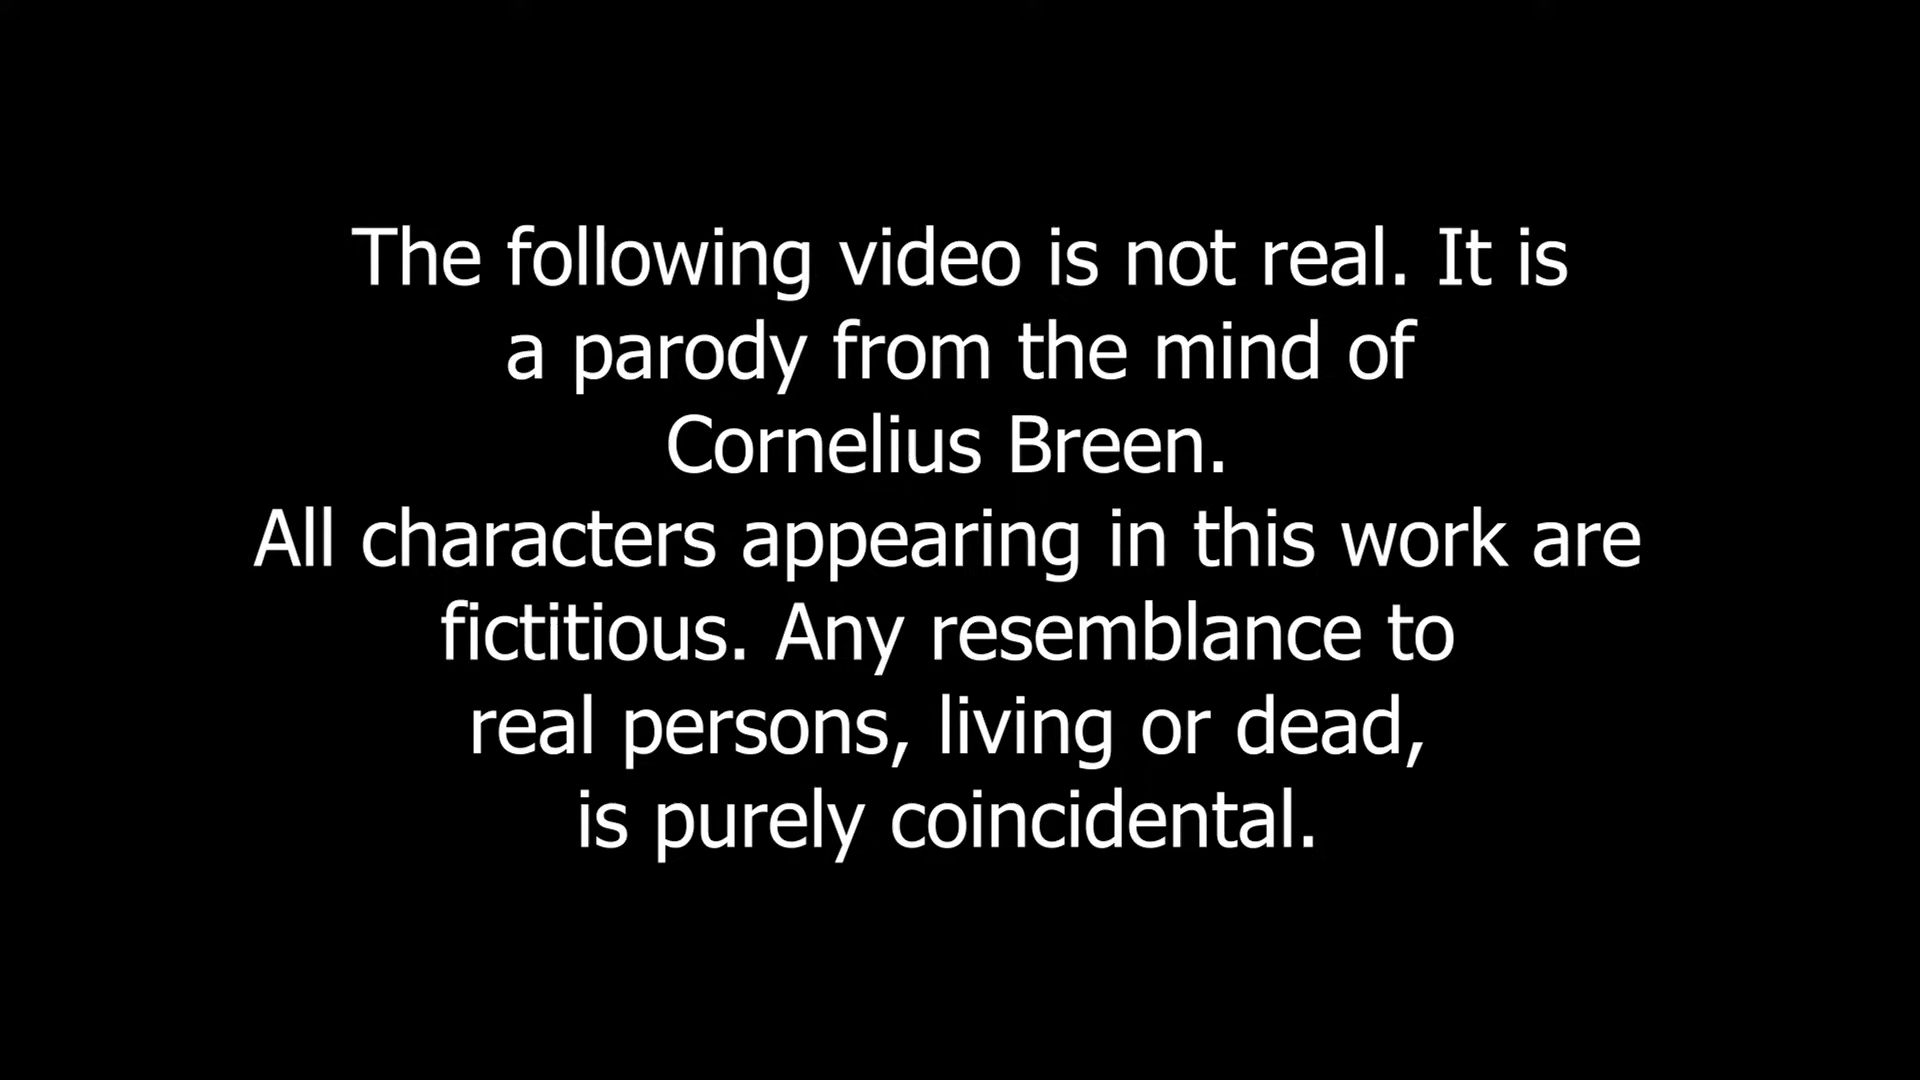 The following video is not real. It is
a parody from the mind of
Cornelius Breen.
All characters appearing in this work are
fictitious. Any resemblance to
real persons, living or dead,
is purely coincidental.